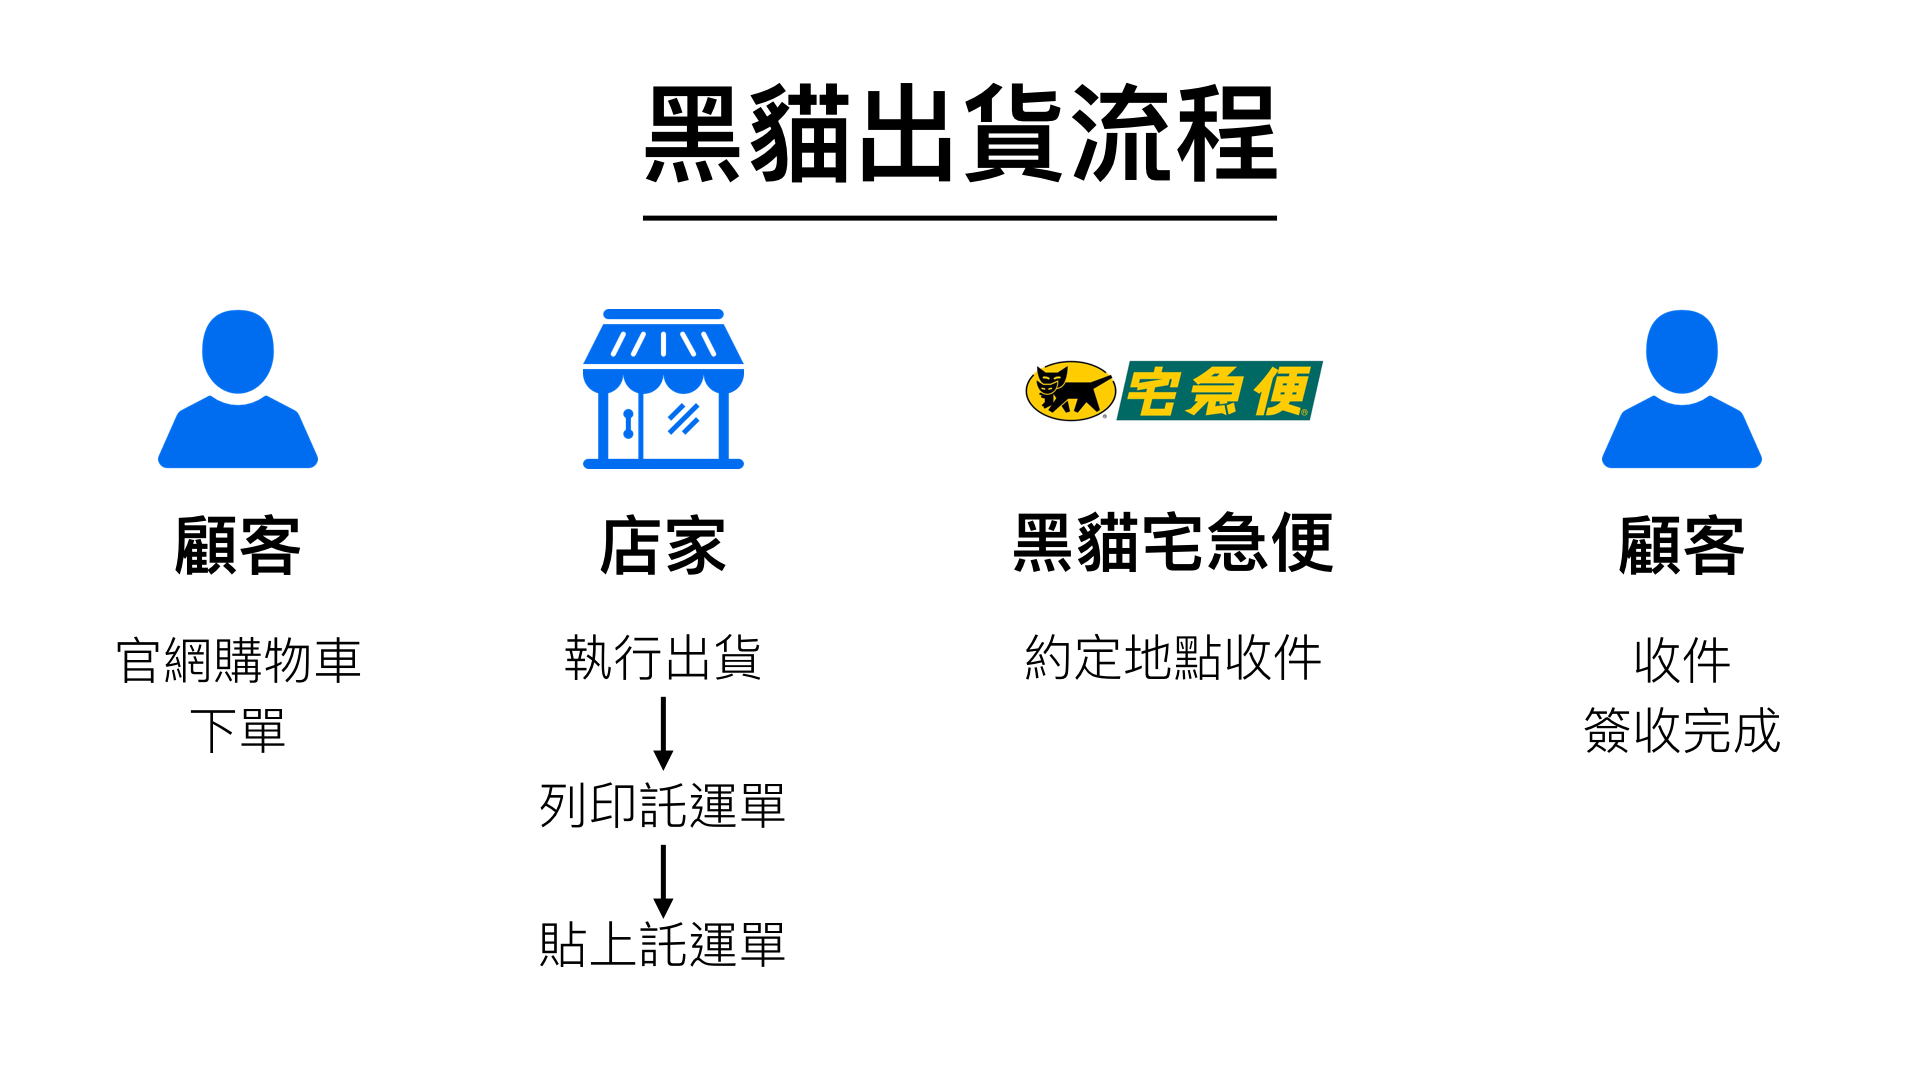 黑貓出貨流程
宅急便
顧客
店家
黑貓宅急便
顧客
官網購物車
下單
執行出貨
列印託運單
貼上託運單
約定地點收件
收件
簽收完成